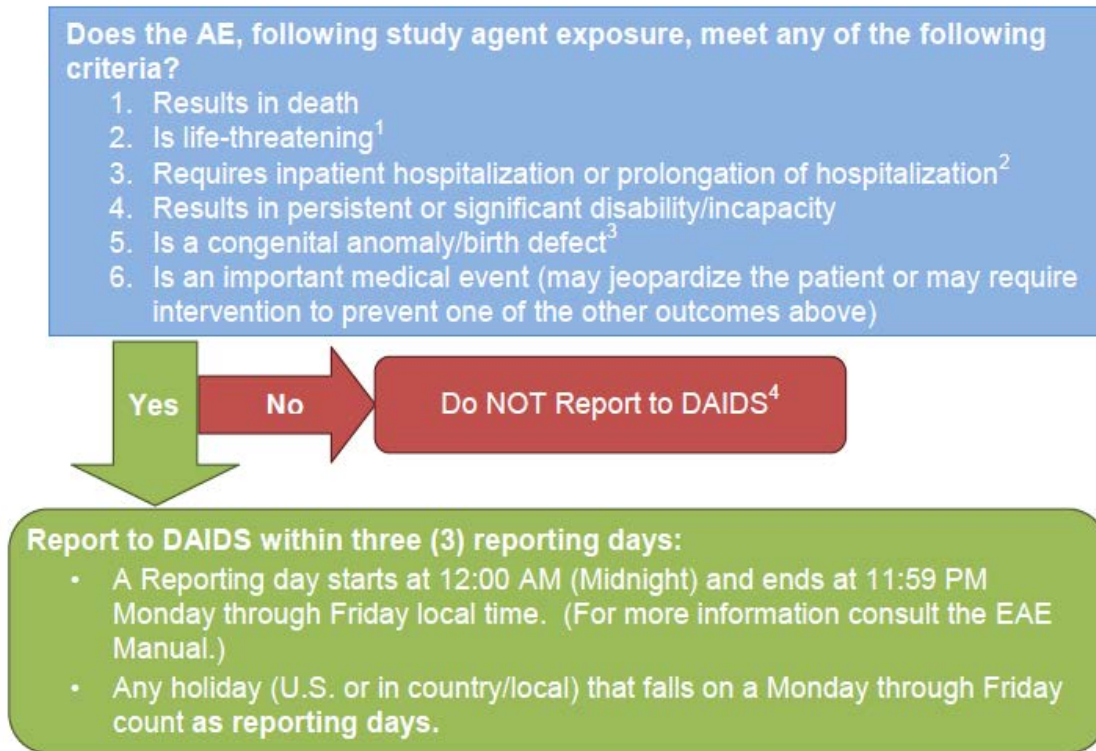 Does the AE, following study agent exposure, meet any of the following
criteria?
1. Results in death
2. Is life-threatening¹
3. Requires inpatient hospitalization or prolongation of hospitalization²
4. Results in persistent or significant disability/incapacity
5. Is a congenital anomaly/birth defect³
6. Is an important medical event (may jeopardize the patient or may require
intervention to prevent one of the other outcomes above)
Yes
No
Do NOT Report to DAIDS⁴
Report to DAIDS within three (3) reporting days:
• A Reporting day starts at 12:00 AM (Midnight) and ends at 11:59 PM
Monday through Friday local time. (For more information consult the EAE
Manual.)
• Any holiday (U.S. or in country/local) that falls on a Monday through Friday
count as reporting days.